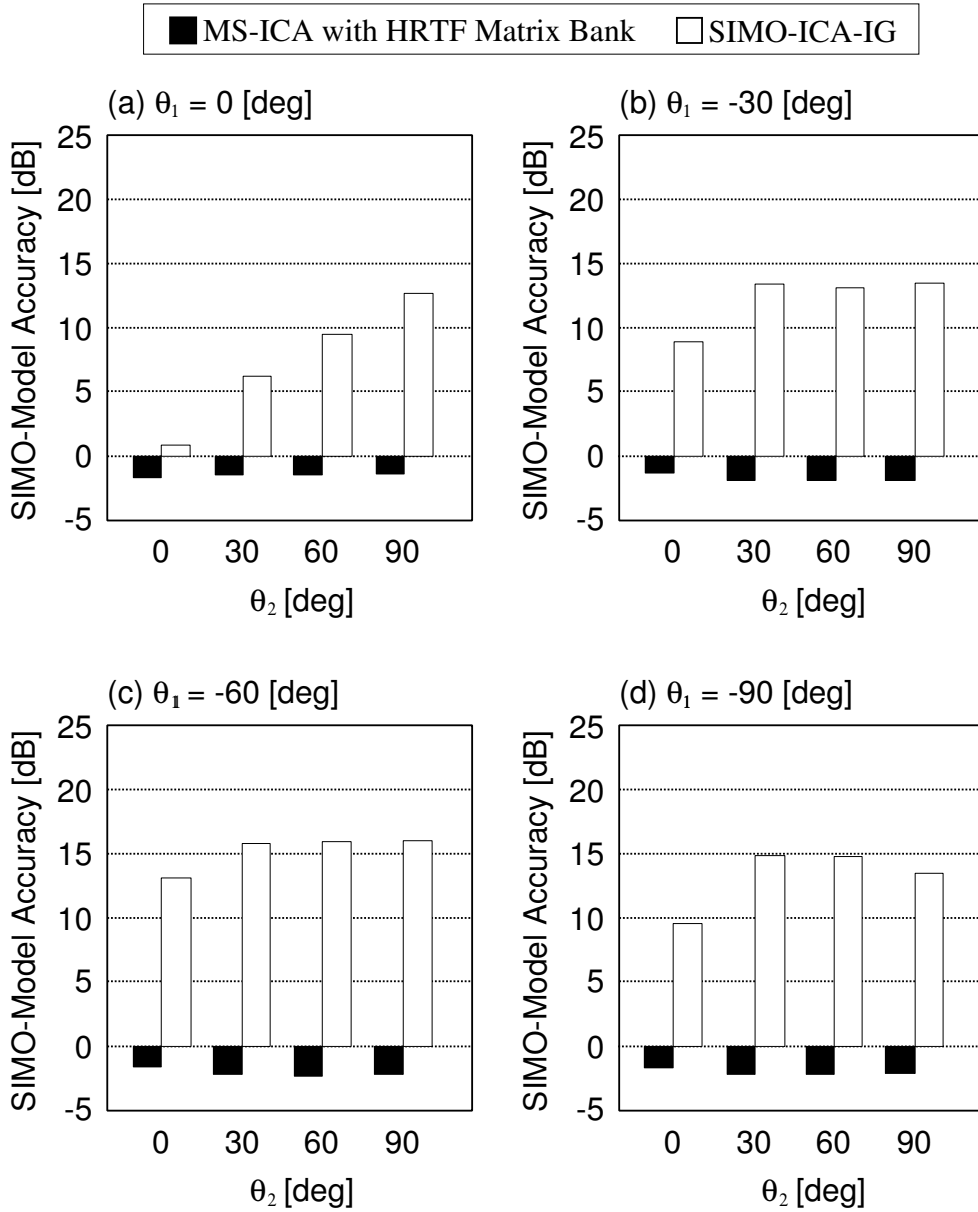 MS-ICA with HRTF Matrix Bank SIMO-ICA-IG
(a) θ1 = 0 [deg]
SIMO-Model Accuracy [dB]
25
20
15
10
5
0
-5
0 30 60 90
θ2 [deg]
(b) θ1 = -30 [deg]
SIMO-Model Accuracy [dB]
25
20
15
10
5
0
-5
0 30 60 90
θ2 [deg]
(c) θ1 = -60 [deg]
SIMO-Model Accuracy [dB]
25
20
15
10
5
0
-5
0 30 60 90
θ2 [deg]
(d) θ1 = -90 [deg]
SIMO-Model Accuracy [dB]
25
20
15
10
5
0
-5
0 30 60 90
θ2 [deg]